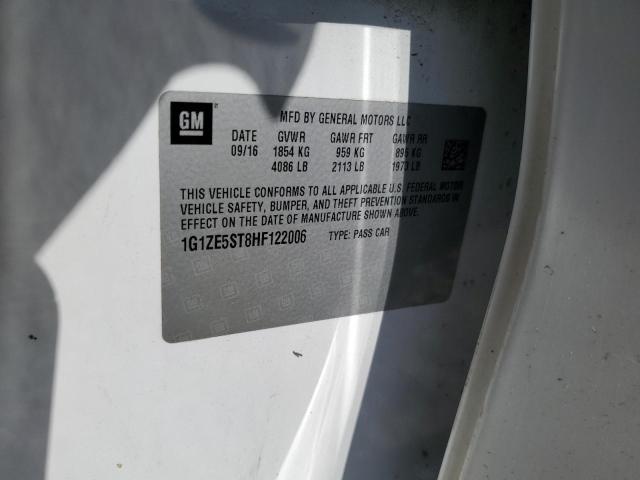 GM
MFD BY GENERAL MOTORS LLC
DATE GVWR GAWR FRT GAWR RR
09/16 1854 KG 959 KG 895 KG
4086 LB 2113 LB 1973 LB
THIS VEHICLE CONFORMS TO ALL APPLICABLE U.S. FEDERAL MOTOR
VEHICLE SAFETY, BUMPER, AND THEFT PREVENTION STANDARDS IN
EFFECT ON THE DATE OF MANUFACTURE SHOWN ABOVE.
1G1ZE5ST8HF122006 TYPE: PASS CAR